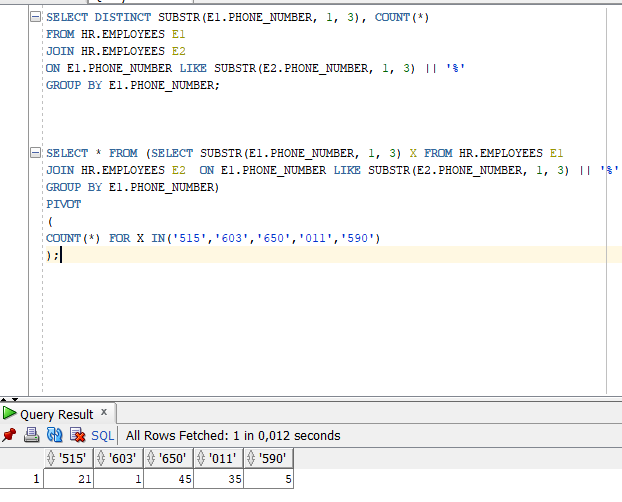 SELECT DISTINCT SUBSTR(E1.PHONE_NUMBER, 1, 3), COUNT(*)
FROM HR.EMPLOYEES E1
JOIN HR.EMPLOYEES E2
ON E1.PHONE_NUMBER LIKE SUBSTR(E2.PHONE_NUMBER, 1, 3) || '%'
GROUP BY E1.PHONE_NUMBER;
SELECT * FROM (SELECT SUBSTR(E1.PHONE_NUMBER, 1, 3) X FROM HR.EMPLOYEES E1
JOIN HR.EMPLOYEES E2  ON E1.PHONE_NUMBER LIKE SUBSTR(E2.PHONE_NUMBER, 1, 3) || '%'
GROUP BY E1.PHONE_NUMBER)
PIVOT
(
COUNT(*) FOR X IN('515','603','650','011','590')
);
Query Result x
SQL | All Rows Fetched: 1 in 0,012 seconds
'515' '603' '650' '011' '590'
1 21 1 45 35 5